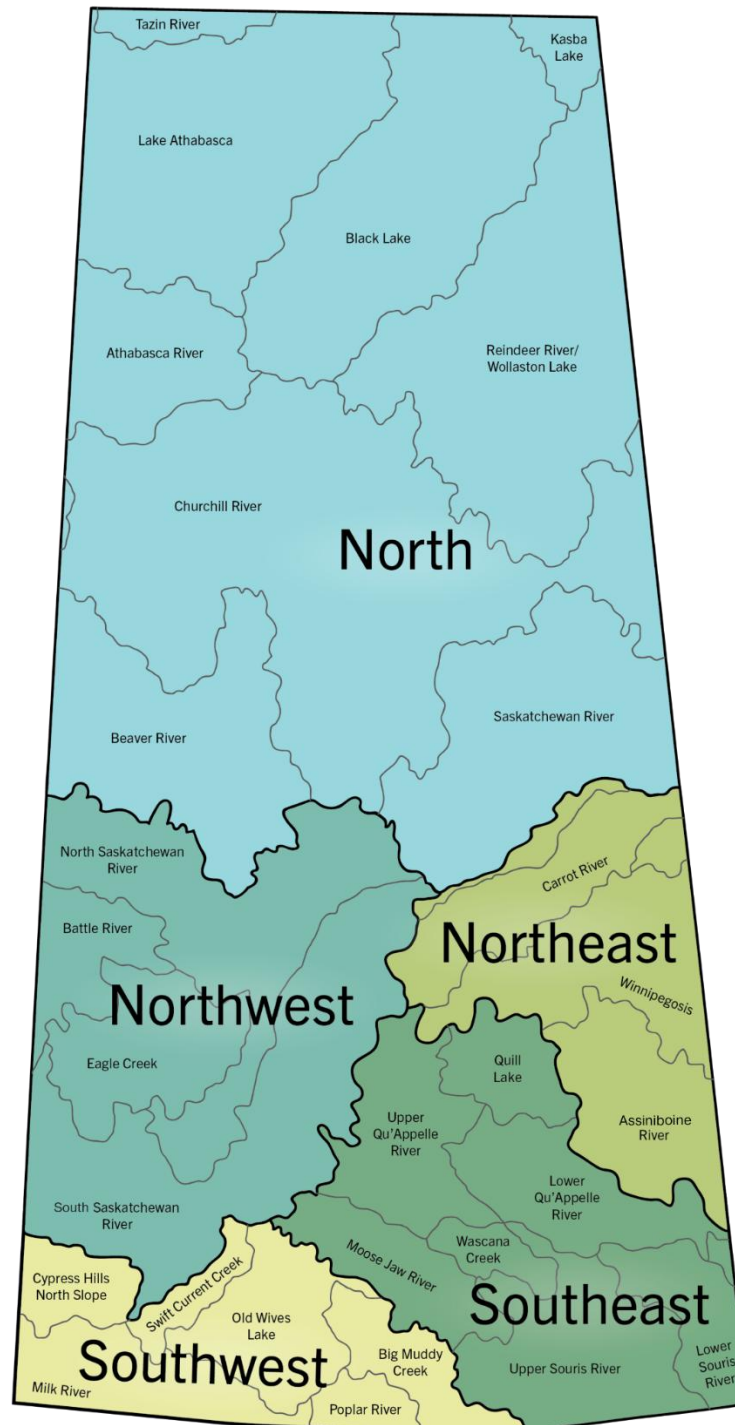 Tazin River
Kasba
Lake
Lake Athabasca
Black Lake
Athabasca River
Reindeer River/
Wollaston Lake
Churchill River
North
Saskatchewan River
Beaver River
North Saskatchewan
River
Carrot River
Battle River
Northeast
Winnipegosis
Northwest
Eagle Creek
Quill
Lake
Upper
Qu'Appelle
River
Assiniboine
River
Lower
Qu'Appelle
River
South Saskatchewan
River
Wascana
Creek
Moose Jaw River
Cypress Hills
North Slope
Swift Current Creek
Southeast
Old Wives
Lake
Big Muddy
Creek
Southwest
Upper Souris River
Lower
Souris
River
Milk River
Poplar River